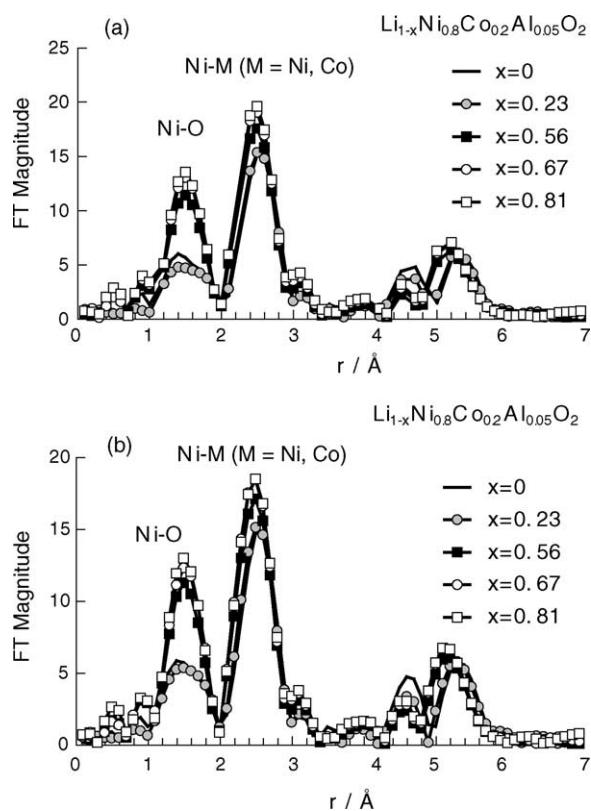 (a)
Li1-xNi0.8Co0.2Al0.05O2
Ni-M (M = Ni, Co)
Ni-O
x=0
x=0.23
x=0.56
x=0.67
x=0.81
FT Magnitude
20
15
10
5
0
0 1 2 3 4 5 6 7
r / Å
Li1-xNi0.8Co0.2Al0.05O2
(b)
Ni-M (M = Ni, Co)
Ni-O
x=0
x=0.23
x=0.56
x=0.67
x=0.81
FT Magnitude
20
15
10
5
0
0 1 2 3 4 5 6 7
r / Å